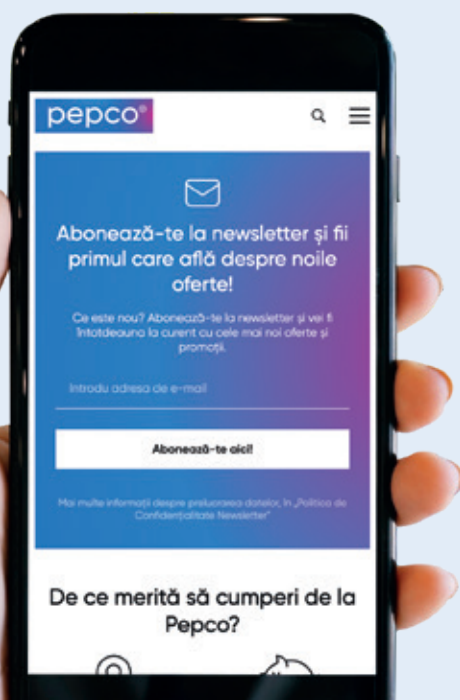 pepco®
Abonează-te la newsletter și fii
primul care află despre noile
oferte!
Ce este nou? Abonează-te la newsletter și vei fi
întotdeauna la curent cu cele mai noi oferte și
promoții.
Introdu adresa de e-mail
Abonează-te aici!
Mai multe informații despre prelucrarea datelor, în „Politica de
Confidențialitate Newsletter”
De ce merită să cumperi de la
Pepco?